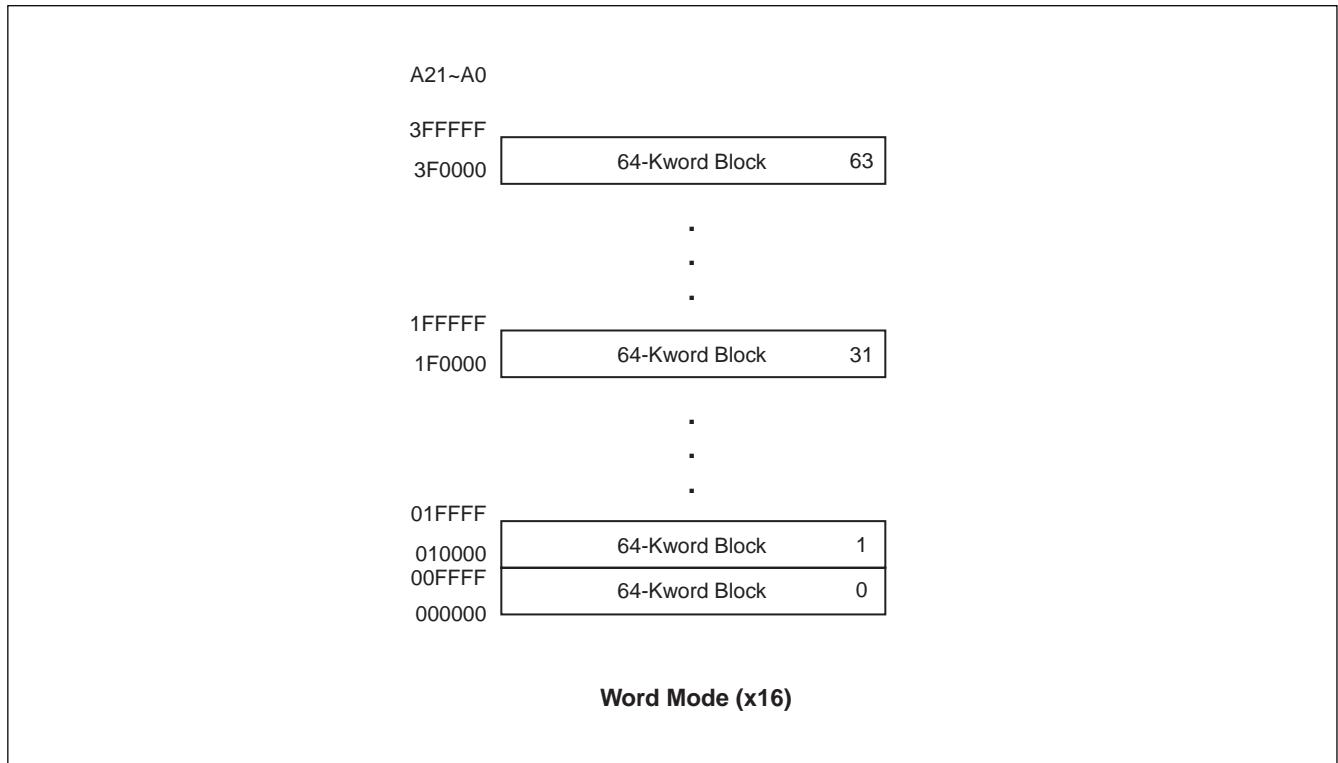 A21~A0
3FFFFF
64-Kword Block 63
3F0000
.
.
.
1FFFFF
64-Kword Block 31
1F0000
.
.
.
01FFFF
64-Kword Block 1
010000
00FFFF
64-Kword Block 0
000000
Word Mode (x16)